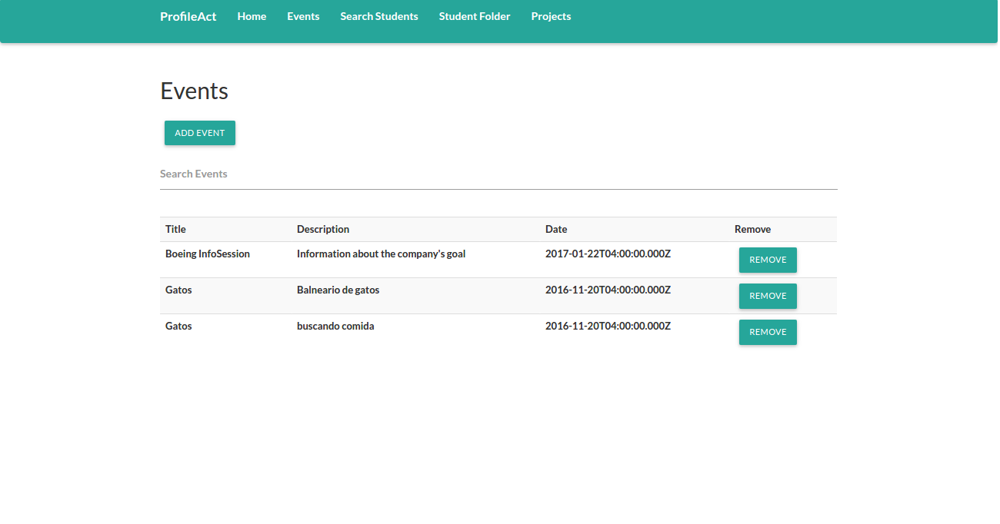 ProfileAct Home Events Search Students Student Folder Projects
Events
ADD EVENT
Search Events
Title Description Date Remove
Boeing InfoSession Information about the company's goal 2017-01-22T04:00:00.000Z REMOVE
Gatos Balneario de gatos 2016-11-20T04:00:00.000Z REMOVE
Gatos buscando comida 2016-11-20T04:00:00.000Z REMOVE